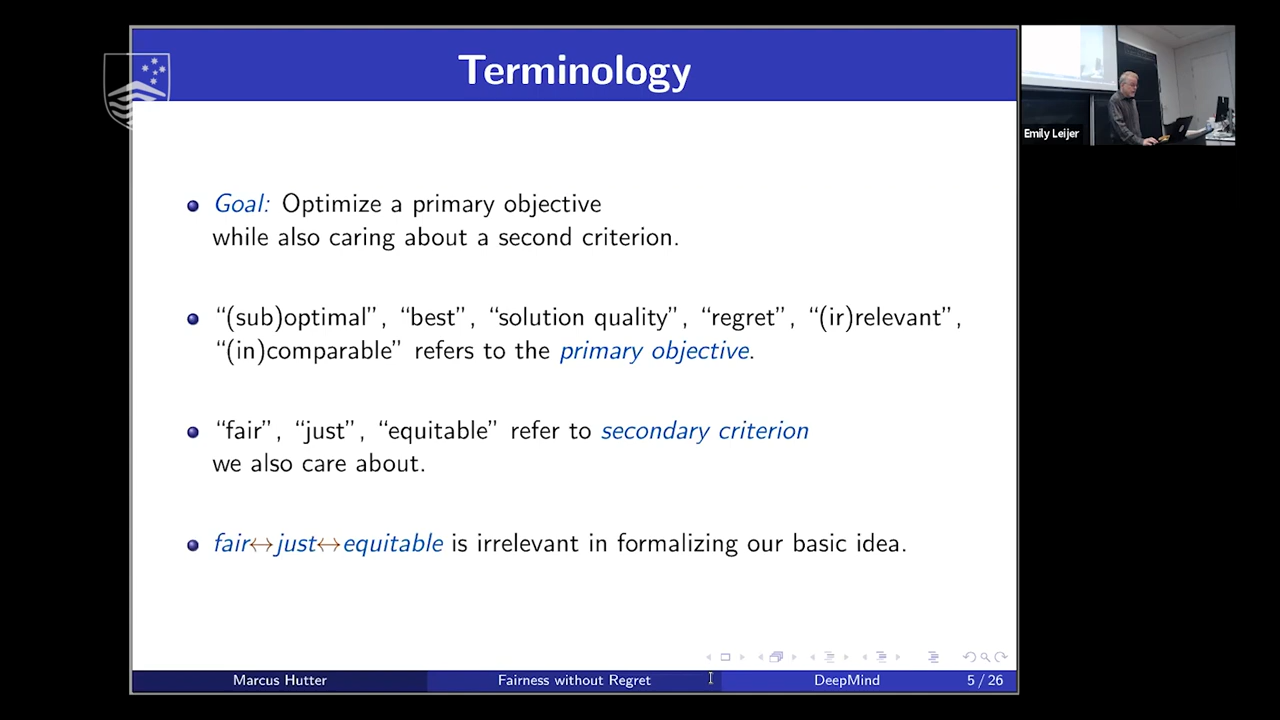 Terminology
Emily Leijer
Goal: Optimize a primary objective
while also caring about a second criterion.
“(sub)optimal”, “best”, “solution quality”, “regret”, “(ir)relevant”,
“(in)comparable” refers to the primary objective.
“fair”, “just”, “equitable” refer to secondary criterion
we also care about.
fair↔just↔equitable is irrelevant in formalizing our basic idea.
Marcus Hutter Fairness without Regret DeepMind 5 / 26